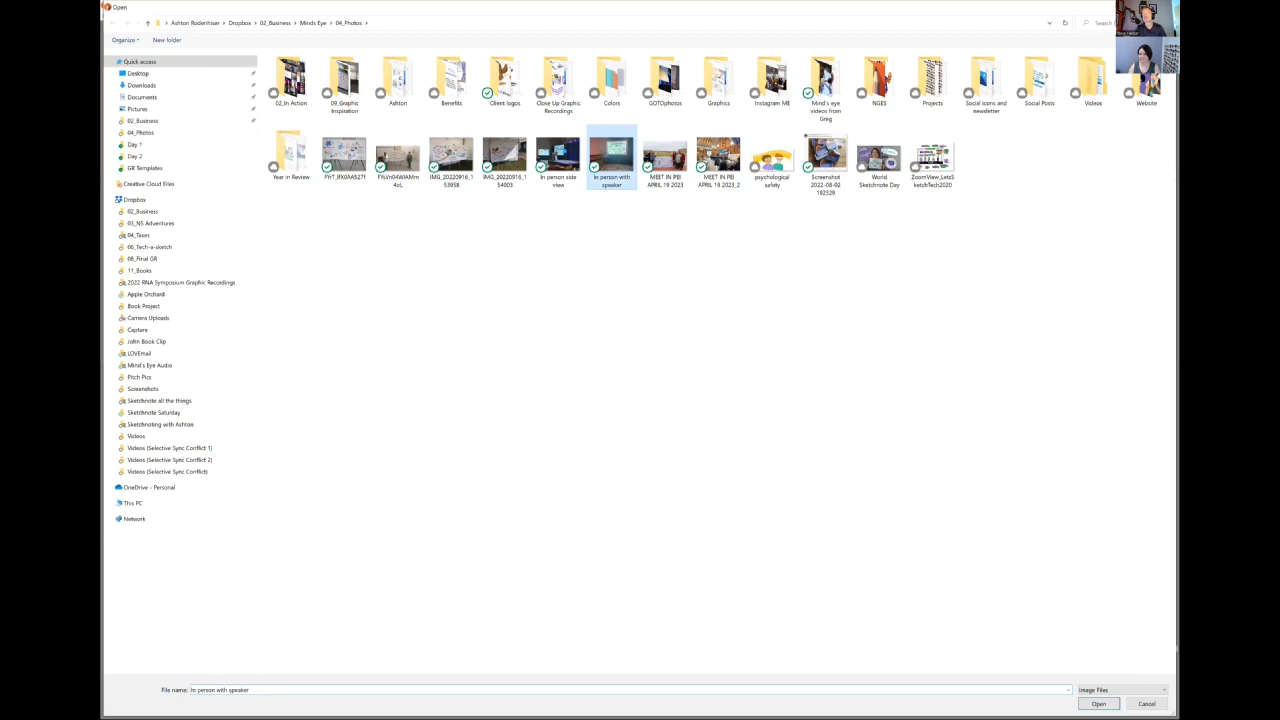 Open
Ashton Rodenhiser › Dropbox › 02_Business › Minds Eye › 04_Photos ›
Search
Organize
New folder
Quick access
Desktop
Downloads
Documents
Pictures
02_Business
04_Photos
Day 1
Day 2
GR Templates
Creative Cloud Files
Dropbox
02_Business
03_NS Adventures
04_Taxes
06_Tech-a-sketch
08_Final GR
11_Books
2022 RNA Symposium Graphic Recordings
Apple Orchard
Book Project
Camera Uploads
Capture
John Book Clip
LOVEmail
Mind's Eye Audio
Pitch Pics
Screenshots
Sketchnote all the things
Sketchnote Saturday
Sketchnoting with Ashton
Videos
Videos (Selective Sync Conflict 1)
Videos (Selective Sync Conflict 2)
Videos (Selective Sync Conflict)
OneDrive - Personal
This PC
Network
02_In Action
09_Graphic
Inspiration
Ashton
Benefits
Client logos
Close Up Graphic
Recordings
Colors
GOTOphotos
Graphics
Instagram ME
Mind's eye
videos from
Greg
NGES
Projects
Social icons and
newsletter
Social Posts
Videos
Website
Year in Review
IMG_20220916_1
53958
IMG_20220916_1
54003
In person side
view
In person with
speaker
MEET IN PEI
APRIL 19 2023
MEET IN PEI
APRIL 19 2023_2
psychological
safety
Screenshot
2022-08-02
192329
World
Sketchnote Day
ZoomView_LetsS
ketchTech2020
File name:
In person with speaker
Image Files
Open
Cancel